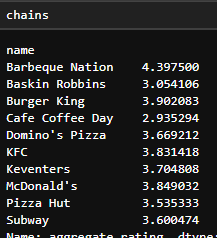 chains
name
Barbeque Nation 4.397500
Baskin Robbins 3.054106
Burger King 3.902083
Cafe Coffee Day 2.935294
Domino's Pizza 3.669212
KFC 3.831418
Keventers 3.704808
McDonald's 3.849032
Pizza Hut 3.535333
Subway 3.600474
Name: aggregate_rating, dtype: